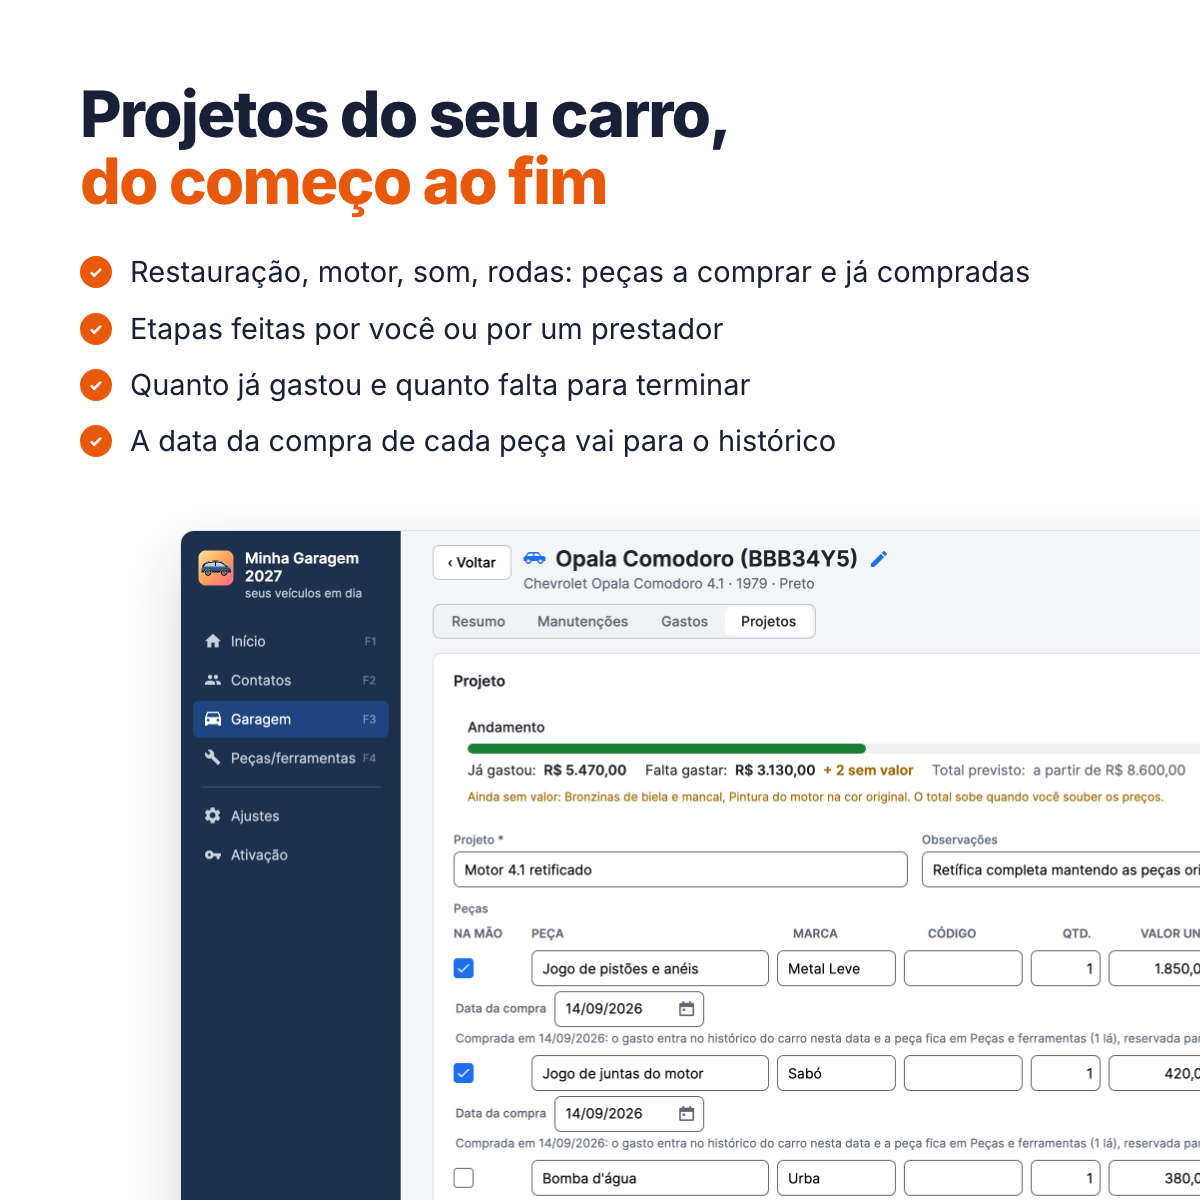 Projetos do seu carro,
do começo ao fim
Restauração, motor, som, rodas: peças a comprar e já compradas
Etapas feitas por você ou por um prestador
Quanto já gastou e quanto falta para terminar
A data da compra de cada peça vai para o histórico
Minha Garagem
2027
seus veículos em dia
Início F1
Contatos F2
Garagem F3
Peças/ferramentas F4
Ajustes
Ativação
‹ Voltar
Opala Comodoro (BBB34Y5)
Chevrolet Opala Comodoro 4.1 · 1979 · Preto
Resumo Manutenções Gastos Projetos
Projeto
Andamento
Já gastou: R$ 5.470,00 Falta gastar: R$ 3.130,00 + 2 sem valor Total previsto: a partir de R$ 8.600,00
Ainda sem valor: Bronzinas de biela e mancal, Pintura do motor na cor original. O total sobe quando você souber os preços.
Projeto * Observações
Motor 4.1 retificado Retífica completa mantendo as peças ori
Peças
NA MÃO PEÇA MARCA CÓDIGO QTD. VALOR UN
Jogo de pistões e anéis Metal Leve 1 1.850,0
Data da compra 14/09/2026
Comprada em 14/09/2026: o gasto entra no histórico do carro nesta data e a peça fica em Peças e ferramentas (1 lá), reservada pa
Jogo de juntas do motor Sabó 1 420,0
Data da compra 14/09/2026
Comprada em 14/09/2026: o gasto entra no histórico do carro nesta data e a peça fica em Peças e ferramentas (1 lá), reservada pa
Bomba d'água Urba 1 380,0